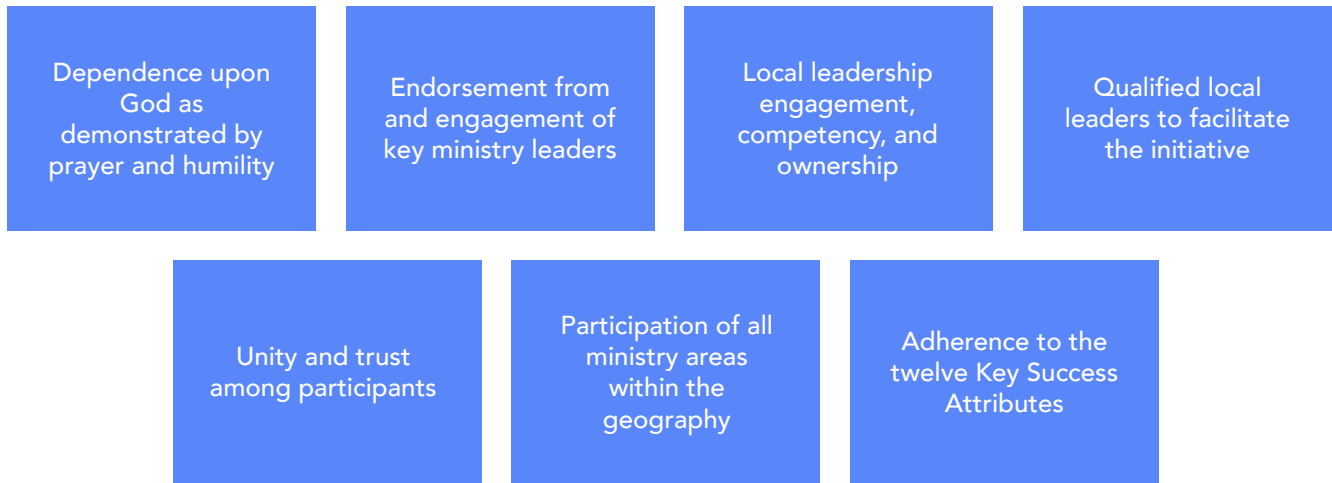 Dependence upon
God as
demonstrated by
prayer and humility
Endorsement from
and engagement of
key ministry leaders
Local leadership
engagement,
competency, and
ownership
Qualified local
leaders to facilitate
the initiative
Unity and trust
among participants
Participation of all
ministry areas
within the
geography
Adherence to the
twelve Key Success
Attributes